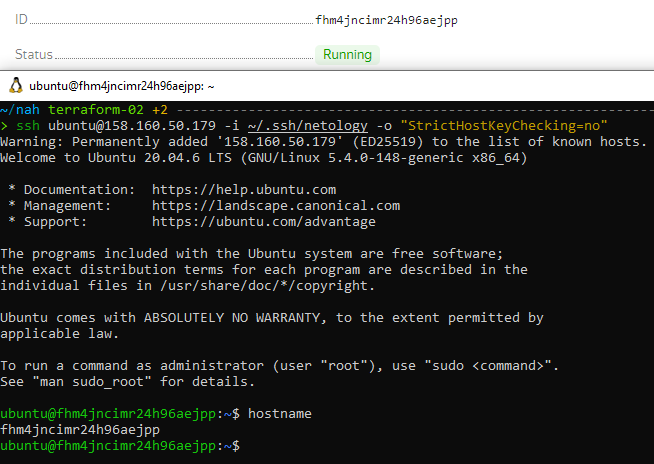 ID fhm4jncimr24h96aejpp
Status Running
ubuntu@fhm4jncimr24h96aejpp: ~
~/nah terraform-02 +2 ------------------------------------------------------------
> ssh ubuntu@158.160.50.179 -i ~/.ssh/netology -o "StrictHostKeyChecking=no"
Warning: Permanently added '158.160.50.179' (ED25519) to the list of known hosts.
Welcome to Ubuntu 20.04.6 LTS (GNU/Linux 5.4.0-148-generic x86_64)
* Documentation: https://help.ubuntu.com
* Management: https://landscape.canonical.com
* Support: https://ubuntu.com/advantage
The programs included with the Ubuntu system are free software;
the exact distribution terms for each program are described in the
individual files in /usr/share/doc/*/copyright.
Ubuntu comes with ABSOLUTELY NO WARRANTY, to the extent permitted by
applicable law.
To run a command as administrator (user "root"), use "sudo <command>".
See "man sudo_root" for details.
ubuntu@fhm4jncimr24h96aejpp:~$ hostname
fhm4jncimr24h96aejpp
ubuntu@fhm4jncimr24h96aejpp:~$